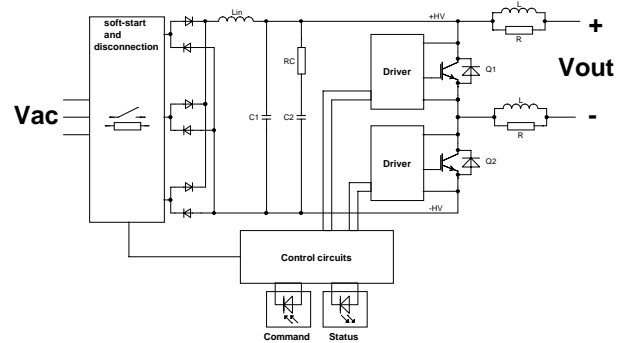 soft-start
and
disconnection
Lin
+HV
L
R
+
RC
Driver
Q1
Vout
Vac
C1
C2
L
R
-
Driver
Q2
-HV
Control circuits
Command
Status